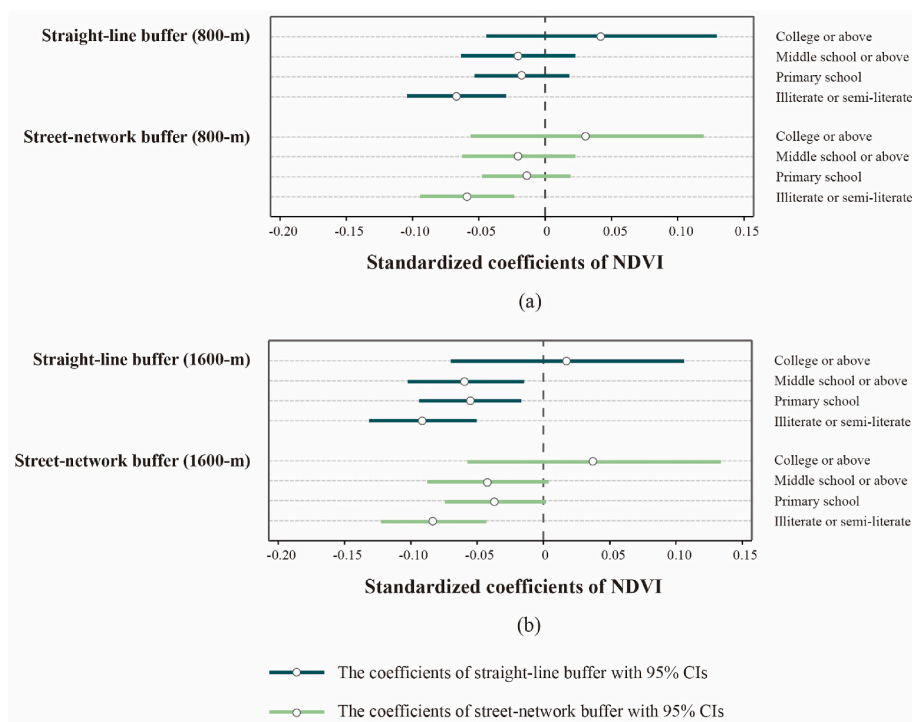 Straight-line buffer (800-m)
College or above
Middle school or above
Primary school
Illiterate or semi-literate
Street-network buffer (800-m)
College or above
Middle school or above
Primary school
Illiterate or semi-literate
-0.20 -0.15 -0.10 -0.05 0 0.05 0.10 0.15
Standardized coefficients of NDVI
(a)
Straight-line buffer (1600-m)
College or above
Middle school or above
Primary school
Illiterate or semi-literate
Street-network buffer (1600-m)
College or above
Middle school or above
Primary school
Illiterate or semi-literate
-0.20 -0.15 -0.10 -0.05 0 0.05 0.10 0.15
Standardized coefficients of NDVI
(b)
The coefficients of straight-line buffer with 95% CIs
The coefficients of street-network buffer with 95% CIs